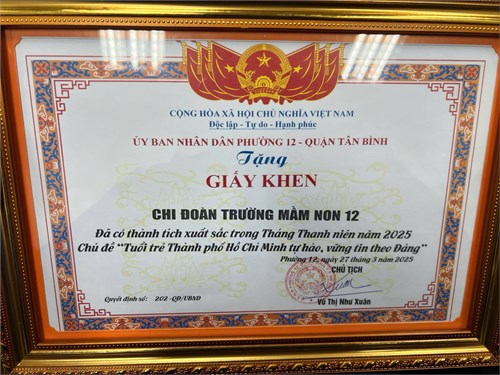 CỘNG HÒA XÃ HỘI CHỦ NGHĨA VIỆT NAM
Độc lập - Tự do - Hạnh phúc
ỦY BAN NHÂN DÂN PHƯỜNG 12 - QUẬN TÂN BÌNH
Tặng
GIẤY KHEN
CHI ĐOÀN TRƯỜNG MẦM NON 12
Đã có thành tích xuất sắc trong Tháng Thanh niên năm 2025
Chủ đề “Tuổi trẻ Thành phố Hồ Chí Minh tự hào, vững tin theo Đảng”
Phường 12, ngày 27 tháng 3 năm 2025
CHỦ TỊCH
Quyết định số: 202 -QĐ/UBND
Vũ Thị Như Xuân